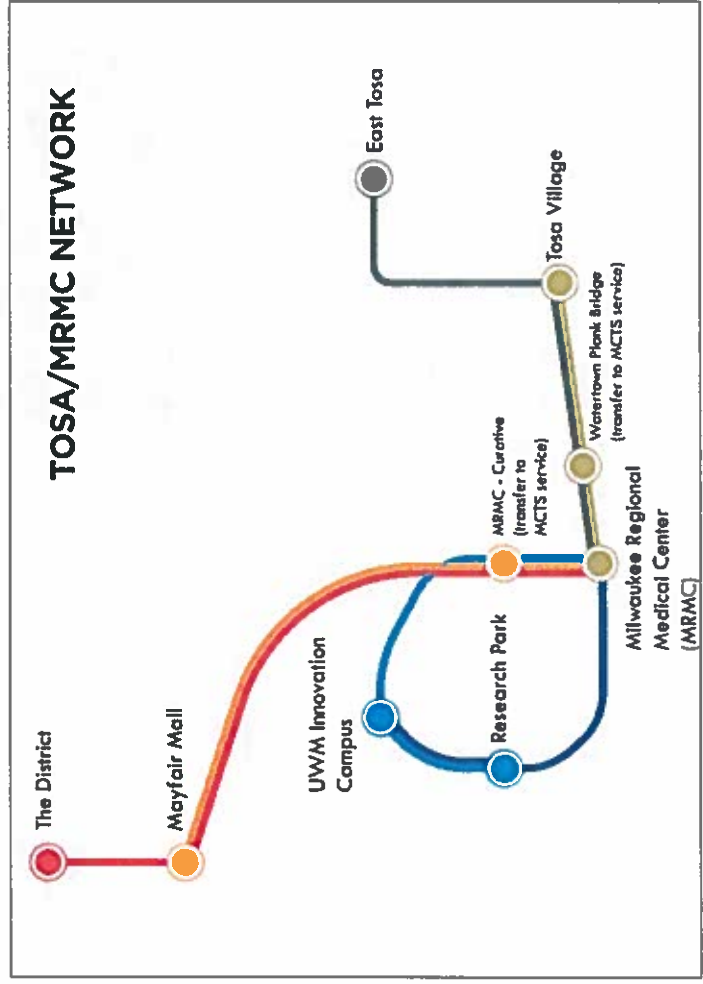 TOSA/MRMC NETWORK
The District
Mayfair Mall
UWM Innovation
Campus
Research Park
MRMC - Curative
(transfer to
MCTS service)
East Tosa
Tosa Village
Watertown Plank Bridge
(transfer to MCTS service)
Milwaukee Regional
Medical Center
(MRMC)